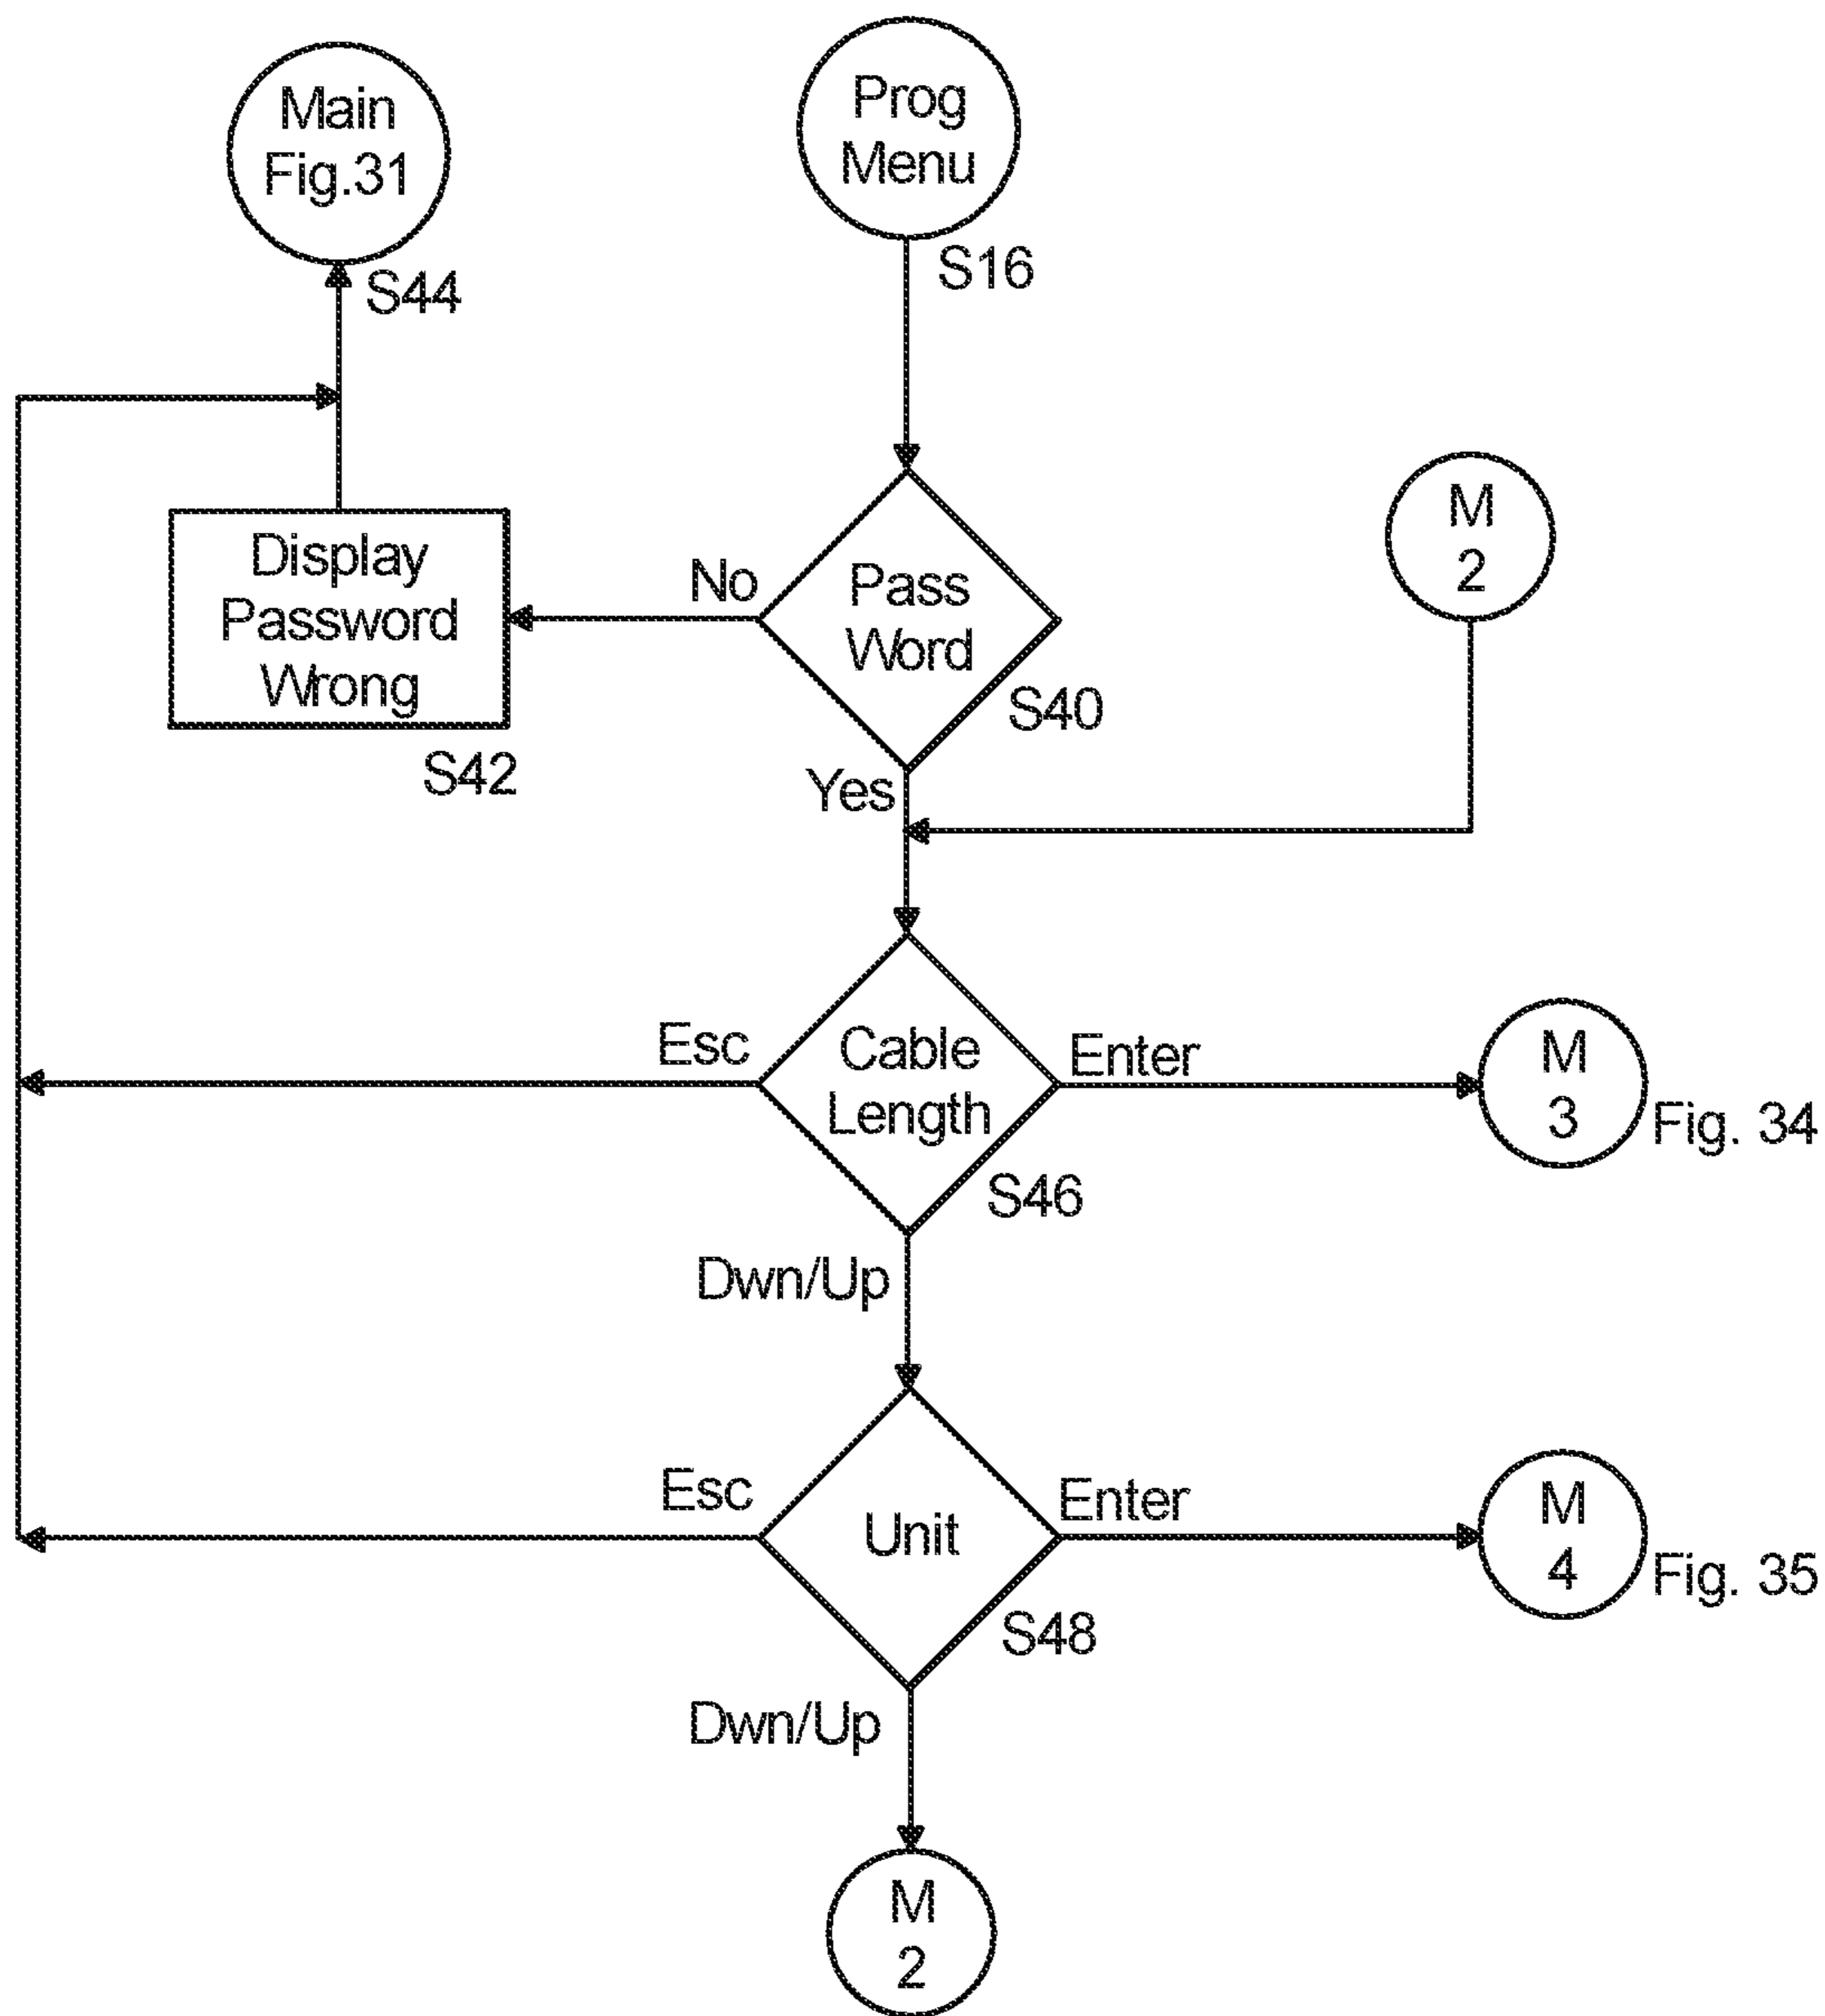 Main
Fig.31
S44
Prog
Menu
S16
Display
Password
Wrong
S42
No
Pass
Word
S40
Yes
M
2
Esc
Cable
Length
Enter
S46
M
3
Fig. 34
Dwn/Up
Esc
Unit
Enter
S48
M
4
Fig. 35
Dwn/Up
M
2